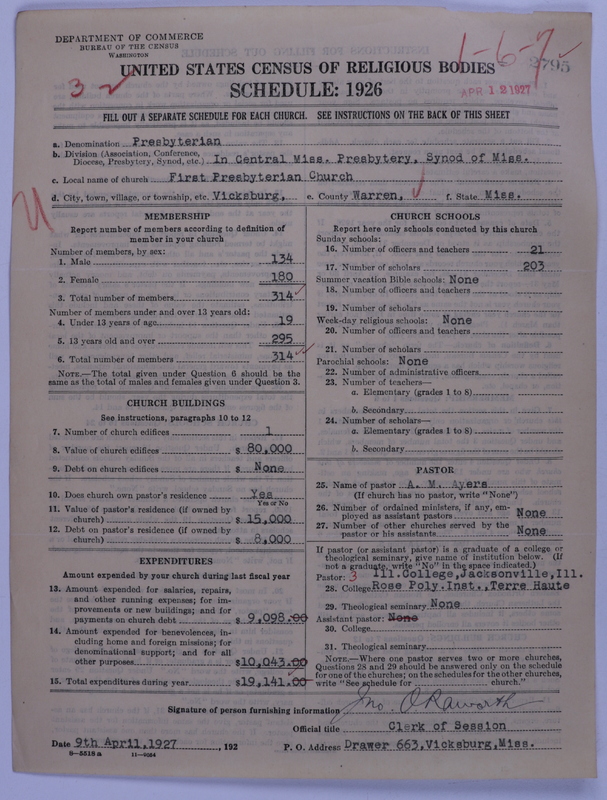 DEPARTMENT OF COMMERCE
BUREAU OF THE CENSUS
WASHINGTON
1-6-7
2795
3
UNITED STATES CENSUS OF RELIGIOUS BODIES
SCHEDULE: 1926
APR 12 1927
FILL OUT A SEPARATE SCHEDULE FOR EACH CHURCH. SEE INSTRUCTIONS ON THE BACK OF THIS SHEET
a. Denomination Presbyterian
b. Division (Association, Conference, Diocese, Presbytery, Synod, etc.) In Central Miss. Presbytery, Synod of Miss.
c. Local name of church First Presbyterian Church
d. City, town, village, or township, etc. Vicksburg, e. County Warren, f. State Miss.
MEMBERSHIP
Report number of members according to definition of
member in your church
Number of members, by sex:
1. Male 134
2. Female 180
3. Total number of members 314
Number of members under and over 13 years old:
4. Under 13 years of age 19
5. 13 years old and over 295
6. Total number of members 314
NOTE.—The total given under Question 6 should be
same as the total of males and females given under Question 3.
CHURCH BUILDINGS
See instructions, paragraphs 10 to 12
7. Number of church edifices 1
8. Value of church edifices $ 80,000
9. Debt on church edifices $ None
10. Does church own pastor's residence Yes
Yes or No
11. Value of pastor's residence (if owned by
church) $ 15,000
12. Debt on pastor's residence (if owned by
church) $ 8,000
EXPENDITURES
Amount expended by your church during last fiscal year
13. Amount expended for salaries, repairs,
and other running expenses; for im-
provements or new buildings; and for
payments on church debt $ 9,098.00
14. Amount expended for benevolences, in-
cluding home and foreign missions; for
denominational support; and for all
other purposes $10,043.00
15. Total expenditures during year $19,141.00
CHURCH SCHOOLS
Report here only schools conducted by this church
Sunday schools:
16. Number of officers and teachers 21
17. Number of scholars 203
Summer vacation Bible schools: None
18. Number of officers and teachers
19. Number of scholars
Week-day religious schools: None
20. Number of officers and teachers
21. Number of scholars
Parochial schools: None
22. Number of administrative officers
23. Number of teachers—
a. Elementary (grades 1 to 8)
b. Secondary
24. Number of scholars—
a. Elementary (grades 1 to 8)
b. Secondary
PASTOR
25. Name of pastor A. M. Ayers
(If church has no pastor, write "None")
26. Number of ordained ministers, if any, em-
ployed as assistant pastors None
27. Number of other churches served by the
pastor or his assistants None
If pastor (or assistant pastor) is a graduate of a college or
theological seminary, give name of institution below. (If
not a graduate, write "No" in the space indicated.)
Pastor: 3 Ill. College, Jacksonville, Ill.
28. College Rose Poly. Inst., Terre Haute
29. Theological seminary None
Assistant pastor: None
30. College
31. Theological seminary
NOTE.—Where one pastor serves two or more churches,
Questions 28 and 29 should be answered only on the schedule
for one of the churches; on the schedules for the other churches,
write "See schedule for church."
Signature of person furnishing information Jno. O Raworth
Official title Clerk of Session
Date 9th April, 1927, 192
P. O. Address Drawer 663, Vicksburg, Miss.
8-5518 a 11-9054